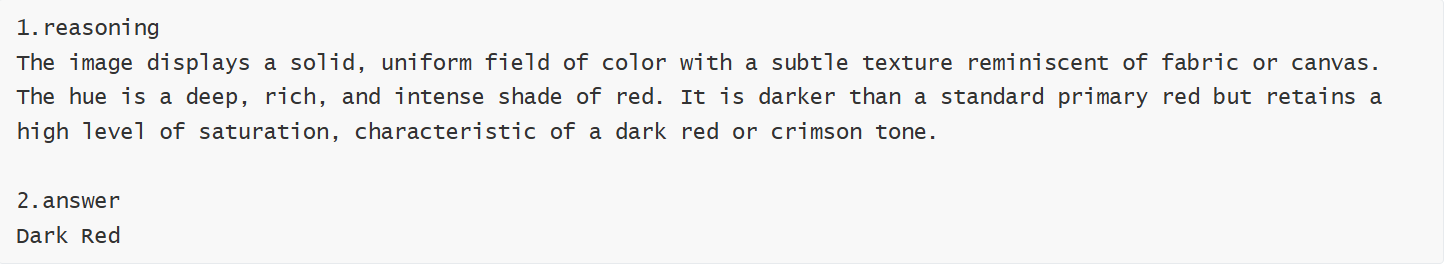 1.reasoning
The image displays a solid, uniform field of color with a subtle texture reminiscent of fabric or canvas.
The hue is a deep, rich, and intense shade of red. It is darker than a standard primary red but retains a
high level of saturation, characteristic of a dark red or crimson tone.

2.answer
Dark Red